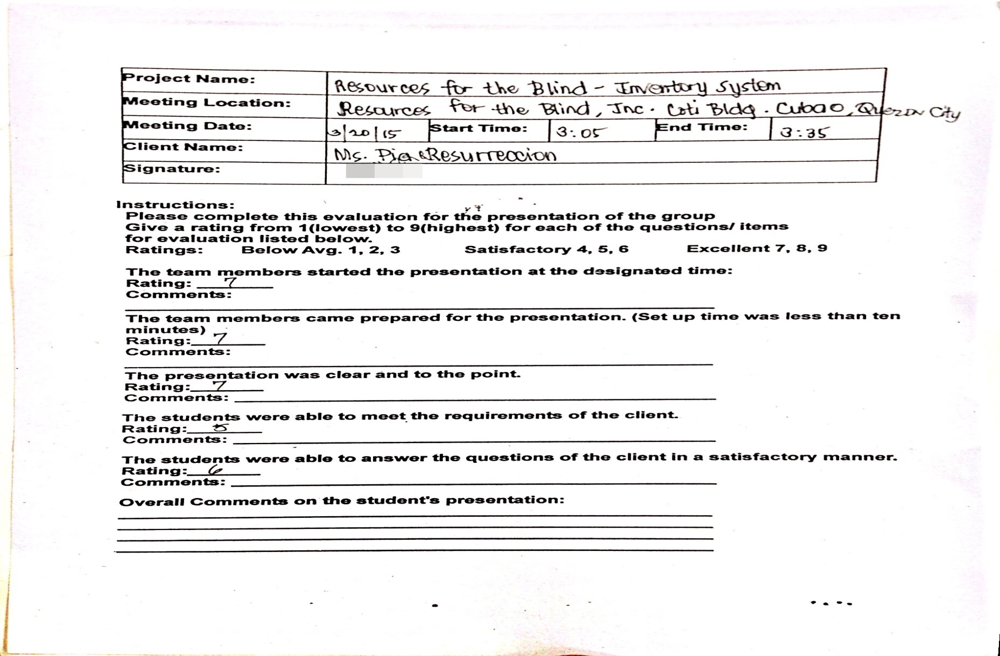 Project Name: Resources for the Blind - Inventory System
Meeting Location: Resources for the Blind, Inc. Coti Bldg. Cubao, Quezon City
Meeting Date: 3/20/15 Start Time: 3:05 End Time: 3:35
Client Name: Ms. Resurreccion
Signature:
Instructions:
Please complete this evaluation for the presentation of the group
Give a rating from 1(lowest) to 9(highest) for each of the questions/ items
for evaluation listed below.
Ratings: Below Avg. 1, 2, 3 Satisfactory 4, 5, 6 Excellent 7, 8, 9
The team members started the presentation at the designated time:
Rating: 7
Comments:
The team members came prepared for the presentation. (Set up time was less than ten
minutes)
Rating: 7
Comments:
The presentation was clear and to the point.
Rating: 7
Comments:
The students were able to meet the requirements of the client.
Rating: 5
Comments:
The students were able to answer the questions of the client in a satisfactory manner.
Rating: 6
Comments:
Overall Comments on the student's presentation: